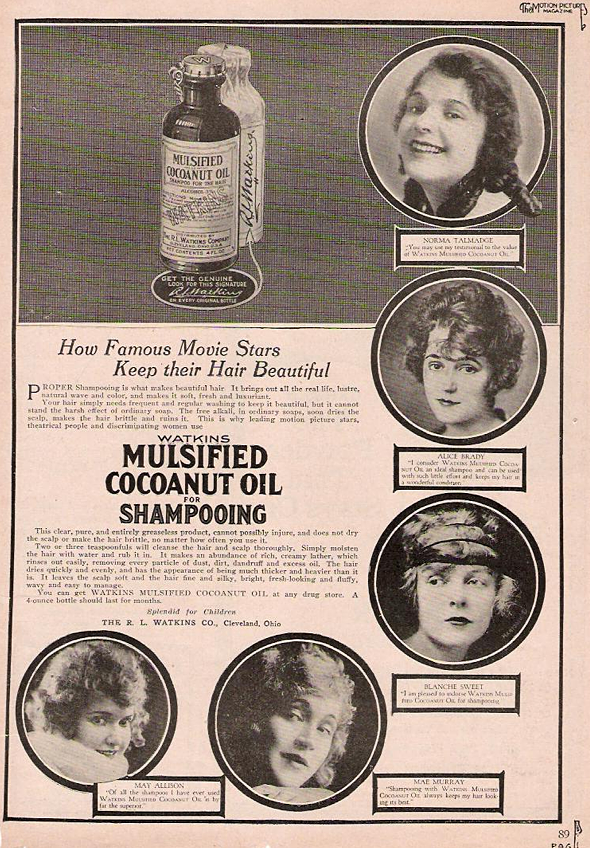 The MOTION PICTURE
MAGAZINE
W
MULSIFIED
COCOANUT OIL
SHAMPOO FOR THE HAIR
DISTRIBUTED BY
THE R.L. WATKINS COMPANY
CLEVELAND, OHIO U.S.A.
NET CONTENTS 4 FL. OZ.
R.L. Watkins
GET THE GENUINE
LOOK FOR THIS SIGNATURE
R.L. Watkins
ON EVERY ORIGINAL BOTTLE
NORMA TALMADGE
"You may use my testimonial to the value
of WATKINS MULSIFIED COCOANUT OIL."
How Famous Movie Stars
Keep their Hair Beautiful
PROPER Shampooing is what makes beautiful hair It brings out all the real life, lustre,
natural wave and color, and makes it soft, fresh and luxuriant.
Your hair simply needs frequent and regular washing to keep it beautiful, but it cannot
stand the harsh effect of ordinary soap. The free alkali, in ordinary soaps, soon dries the
scalp, makes the hair brittle and ruins it. This is why leading motion picture stars,
theatrical people and discriminating women use
WATKINS
MULSIFIED
COCOANUT OIL
FOR
SHAMPOOING
This clear, pure, and entirely greaseless product, cannot possibly injure, and does not dry
the scalp or make the hair brittle, no matter how often you use it.
Two or three teaspoonfuls will cleanse the hair and scalp thoroughly. Simply moisten
the hair with water and rub it in. It makes an abundance of rich, creamy lather, which
rinses out easily, removing every particle of dust, dirt, dandruff and excess oil. The hair
dries quickly and evenly, and has the appearance of being much thicker and heavier than it
is. It leaves the scalp soft and the hair fine and silky, bright, fresh-looking and fluffy,
wavy and easy to manage.
You can get WATKINS MULSIFIED COCOANUT OIL at any drug store. A
4-ounce bottle should last for months.
Splendid for Children
THE R. L. WATKINS CO., Cleveland, Ohio
ALICE BRADY
"I consider WATKINS MULSIFIED COCOA-
NUT OIL an ideal shampoo and can be used
with such little effort and keeps my hair in
a wonderful condition.
BLANCHE SWEET
"I am pleased to indorse WATKINS MULSI-
FIED COCOANUT OIL for shampooing
MAY ALLISON
"Of all the shampoos I have ever used
WATKINS MULSIFIED COCOANUT OIL is by
far the superior."
MAE MURRAY
"Shampooing with WATKINS MULSIFIED
COCOANUT OIL always keeps my hair look-
ing its best."
89
PAG